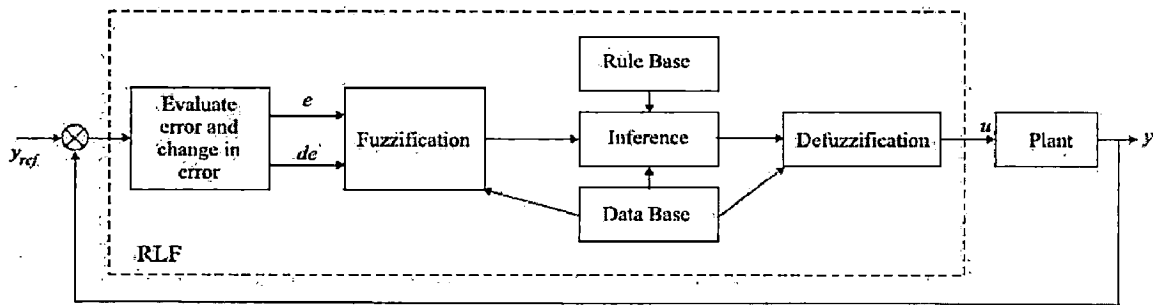 Rule Base
Evaluate
error and
change in
error
e
de
Fuzzification
Inference
Defuzzification
u
Plant
y
y_ref
Data Base
RLF